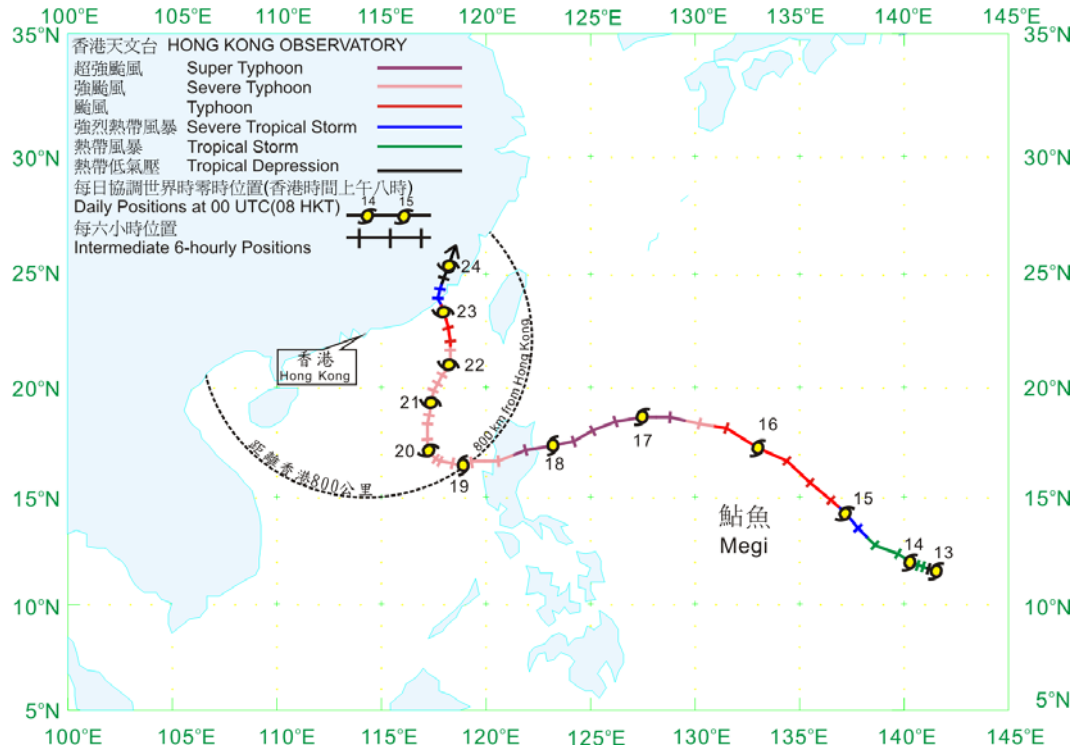 100°E 105°E 110°E 115°E 120°E 125°E 130°E 135°E 140°E 145°E
35°N 35°N
香港天文台 HONG KONG OBSERVATORY
超強颱風 Super Typhoon
強颱風 Severe Typhoon
颱風 Typhoon
強烈熱帶風暴 Severe Tropical Storm
熱帶風暴 Tropical Storm
熱帶低氣壓 Tropical Depression
30°N 30°N
每日協調世界時零時位置(香港時間上午八時)
Daily Positions at 00 UTC(08 HKT)
14 15
每六小時位置
Intermediate 6-hourly Positions
25°N 25°N
24
23
香港
Hong Kong
22
800 km from Hong Kong
20°N 20°N
21
20
19
18
17
16
距離香港800公里
15°N 15°N
15
鮎魚
Megi
14
13
10°N 10°N
5°N 5°N
100°E 105°E 110°E 115°E 120°E 125°E 130°E 135°E 140°E 145°E